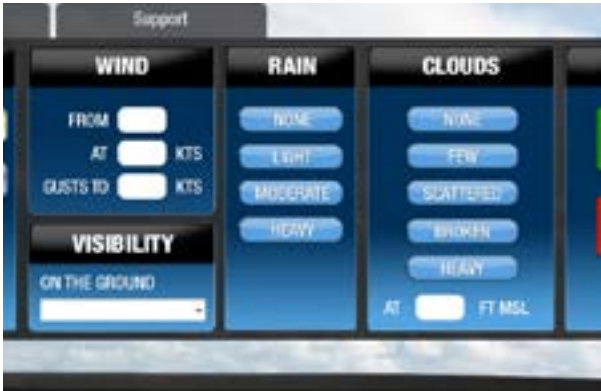 Support
WIND
FROM
AT KTS
GUSTS TO KTS
VISIBILITY
ON THE GROUND
RAIN
NONE
LIGHT
MODERATE
HEAVY
CLOUDS
NONE
FEW
SCATTERED
BROKEN
HEAVY
AT FT MSL